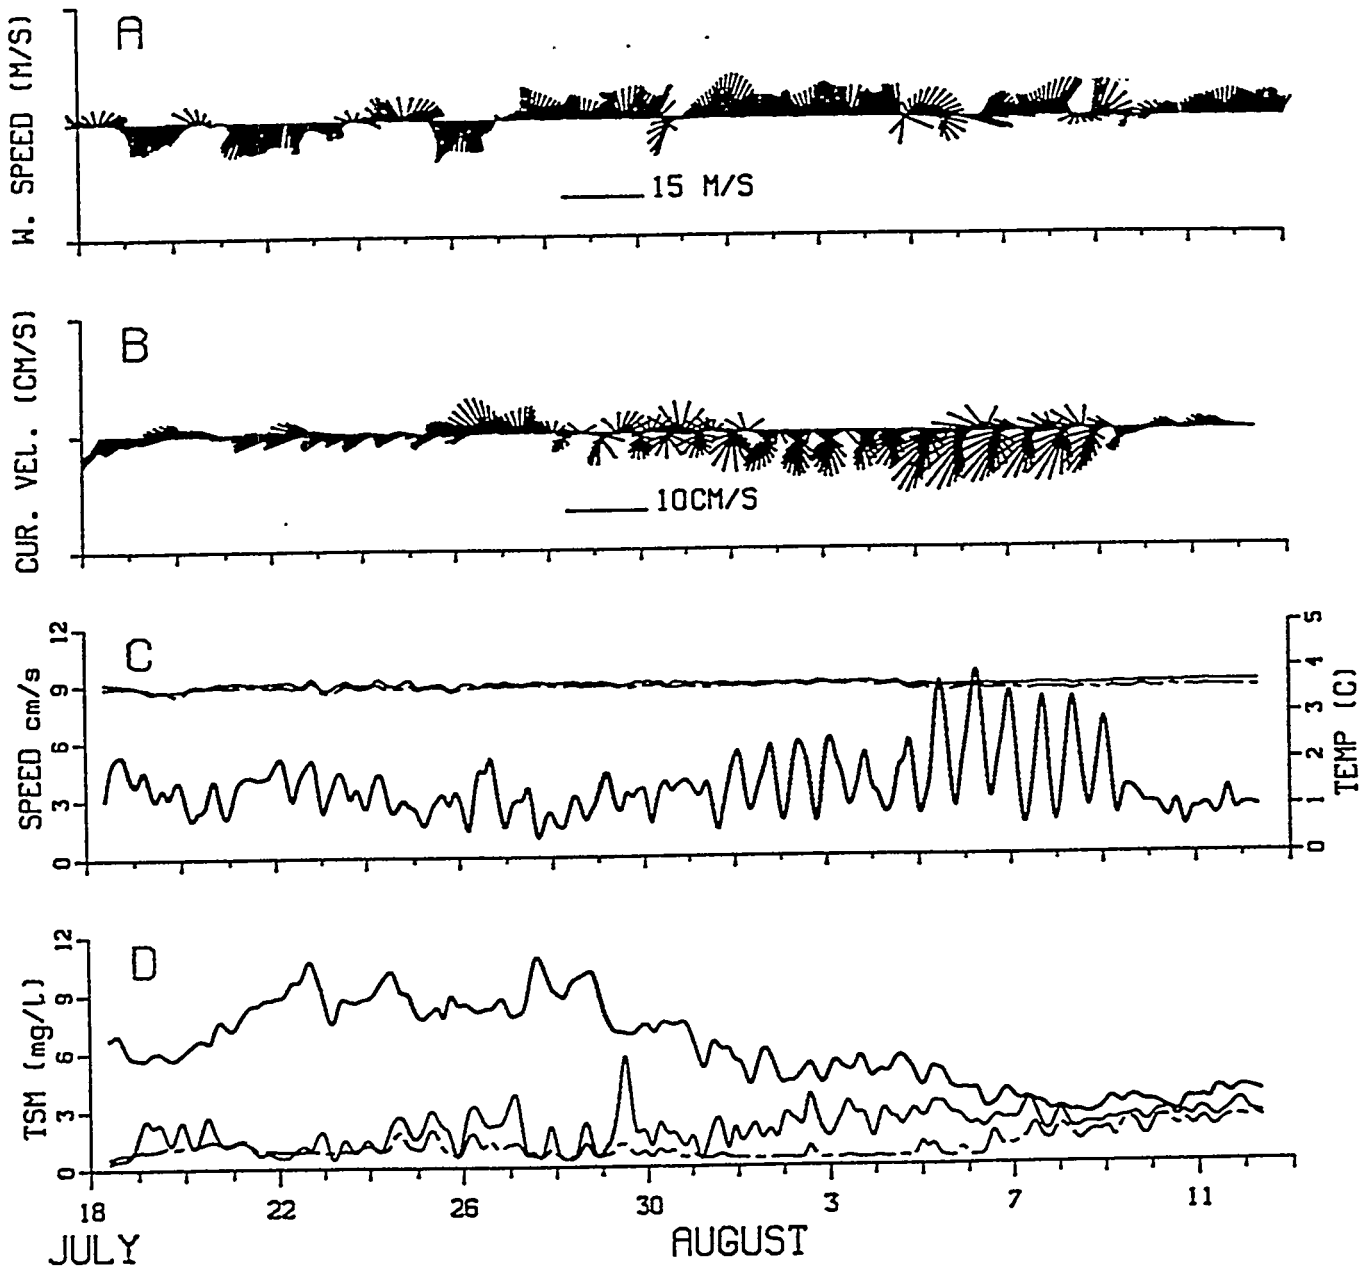 A
W. SPEED (M/S)
15 M/S
B
CUR. VEL. (CM/S)
10CM/S
C
SPEED cm/s
12
9
6
3
0
TEMP (C)
5
4
3
2
1
0
D
TSM (mg/l)
12
9
6
3
0
18 22 26 30 3 7 11
JULY AUGUST